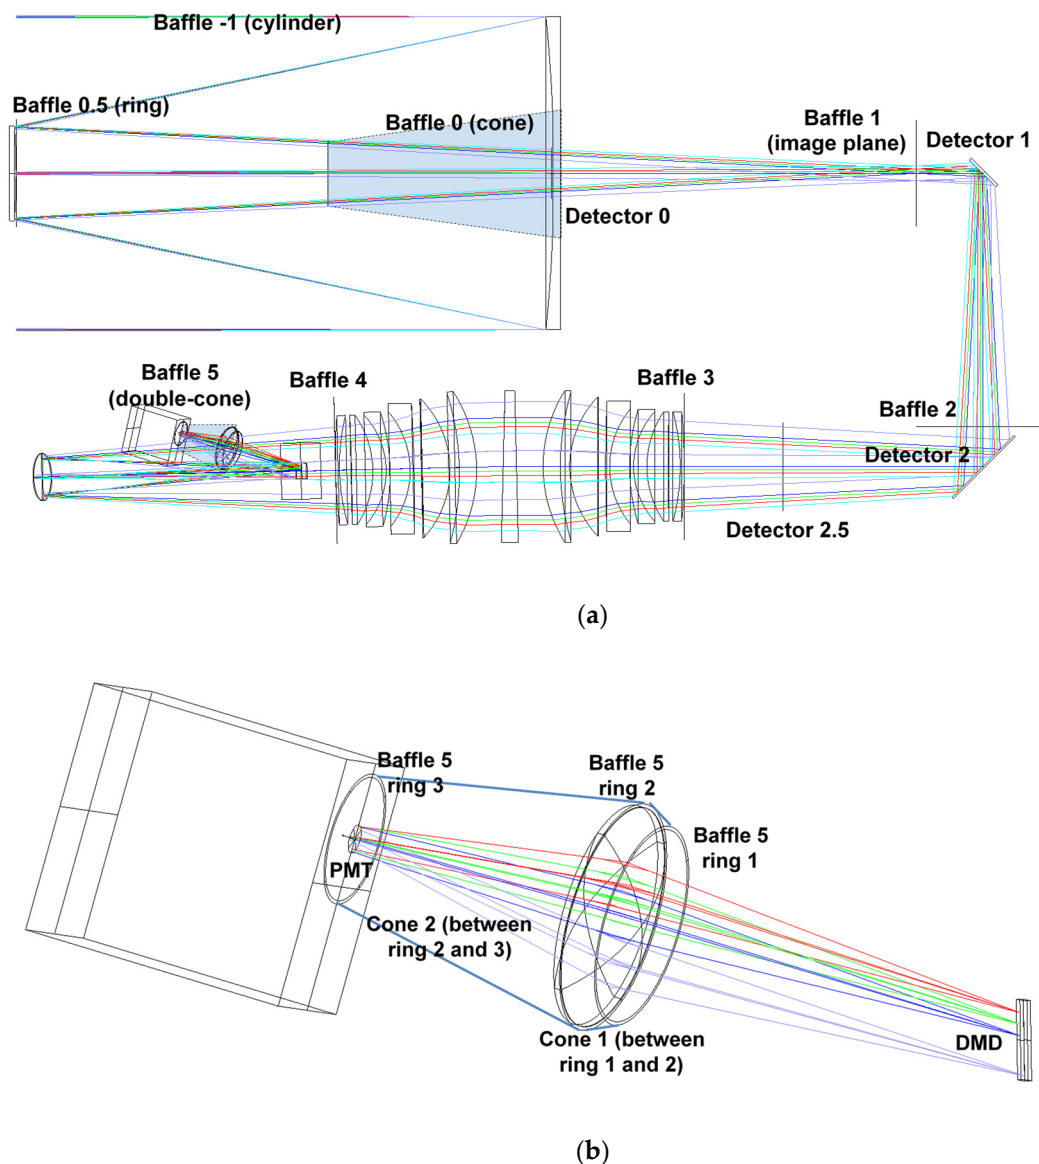 Baffle -1 (cylinder)
Baffle 0.5 (ring)
Baffle 0 (cone)
Baffle 1
(image plane)
Detector 1
Detector 0
Baffle 5
(double-cone)
Baffle 4
Baffle 3
Baffle 2
Detector 2
Detector 2.5
(a)
Baffle 5
ring 3
Baffle 5
ring 2
Baffle 5
ring 1
PMT
Cone 2 (between
ring 2 and 3)
Cone 1 (between
ring 1 and 2)
DMD
(b)